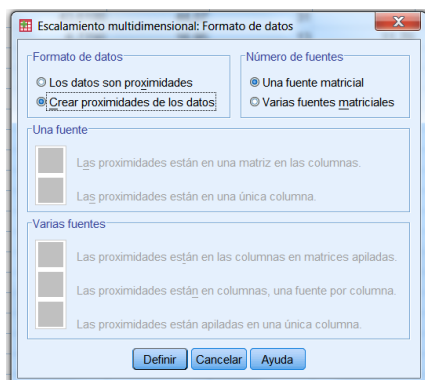 Escalamiento multidimensional: Formato de datos
Formato de datos
Número de fuentes
Los datos son proximidades
Una fuente matricial
Crear proximidades de los datos
Varias fuentes matriciales
Una fuente
Las proximidades están en una matriz en las columnas.
Las proximidades están en una única columna.
Varias fuentes
Las proximidades están en las columnas en matrices apiladas.
Las proximidades están en columnas, una fuente por columna.
Las proximidades están apiladas en una única columna.
Definir Cancelar Ayuda